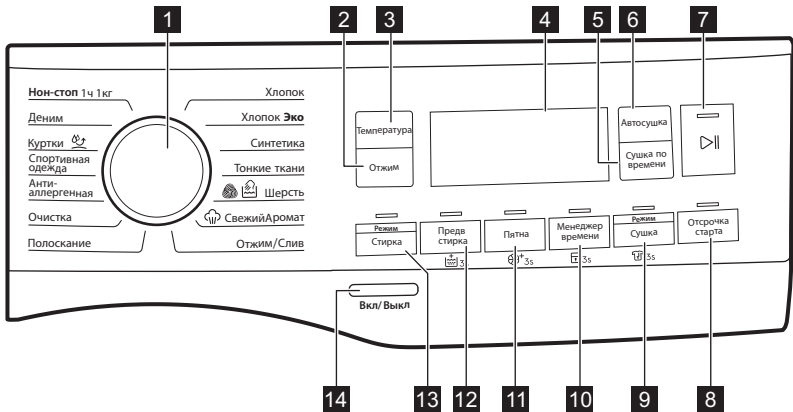 1
2
3
4
5
6
7
Нон-стоп 1ч 1кг
Деним
Куртки
Спортивная
одежда
Анти-
аллергенная
Очистка
Полоскание
Хлопок
Хлопок Эко
Синтетика
Тонкие ткани
Шерсть
СвежийАромат
Отжим/Слив
Температура
Отжим
Автосушка
Сушка по
времени
Режим
Стирка
Предв
стирка
Пятна
Менеджер
времени
Режим
Сушка
Отсрочка
старта
3s
3s
3s
3s
Вкл/Выкл
14
13
12
11
10
9
8